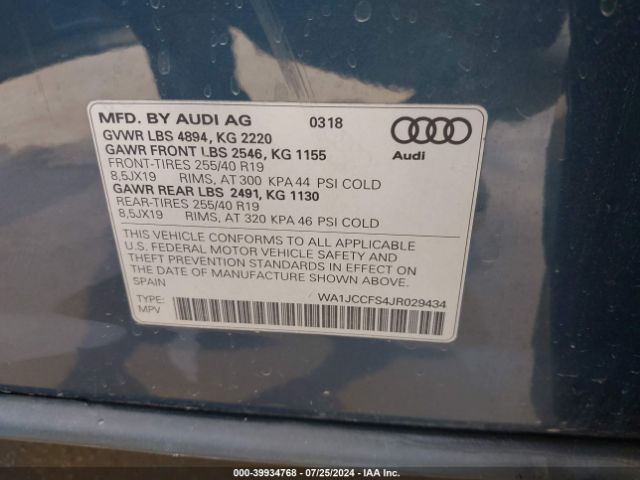 MFD. BY AUDI AG 0318
GVWR LBS 4894, KG 2220
GAWR FRONT LBS 2546, KG 1155
FRONT-TIRES 255/40 R19
8,5JX19 RIMS, AT 300 KPA 44 PSI COLD
GAWR REAR LBS 2491, KG 1130
REAR-TIRES 255/40 R19
8,5JX19 RIMS, AT 320 KPA 46 PSI COLD
Audi
THIS VEHICLE CONFORMS TO ALL APPLICABLE
U.S. FEDERAL MOTOR VEHICLE SAFETY AND
THEFT PREVENTION STANDARDS IN EFFECT ON
THE DATE OF MANUFACTURE SHOWN ABOVE.
SPAIN
TYPE: WA1JCCFS4JR029434
MPV
000-39934768 - 07/25/2024 - IAA Inc.